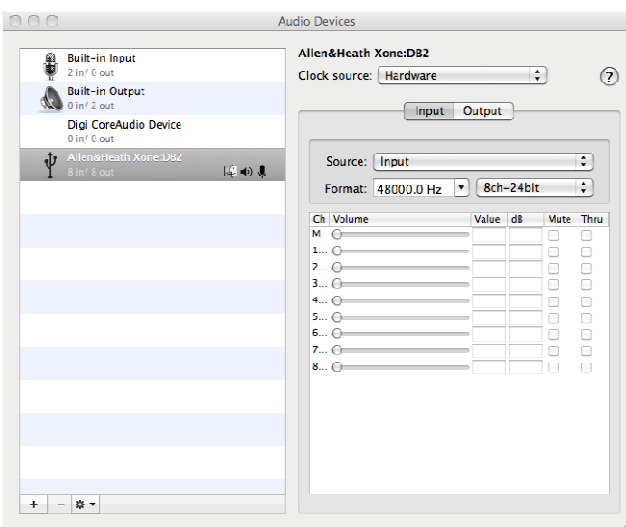 Audio Devices
Built-in Input
2 in/ 0 out
Built-in Output
0 in/ 2 out
Digi CoreAudio Device
0 in/ 0 out
Allen&Heath Xone:DB2
8 in/ 8 out
Allen&Heath Xone:DB2
Clock source: Hardware
?
Input Output
Source: Input
Format: 48000.0 Hz 8ch-24bit
Ch Volume Value dB Mute Thru
M
1...
2...
3...
4...
5...
6...
7...
8...
+ −